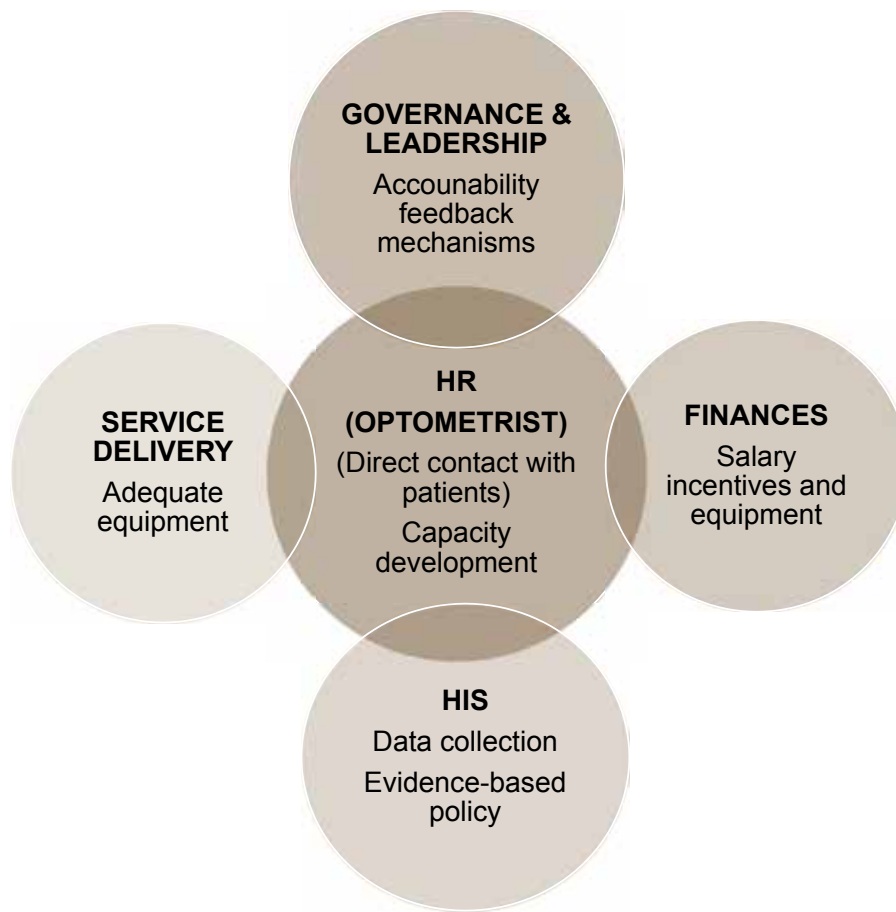 GOVERNANCE &
LEADERSHIP
Accounability
feedback
mechanisms
SERVICE
DELIVERY
Adequate
equipment
HR
(OPTOMETRIST)
(Direct contact with
patients)
Capacity
development
FINANCES
Salary
incentives and
equipment
HIS
Data collection
Evidence-based
policy